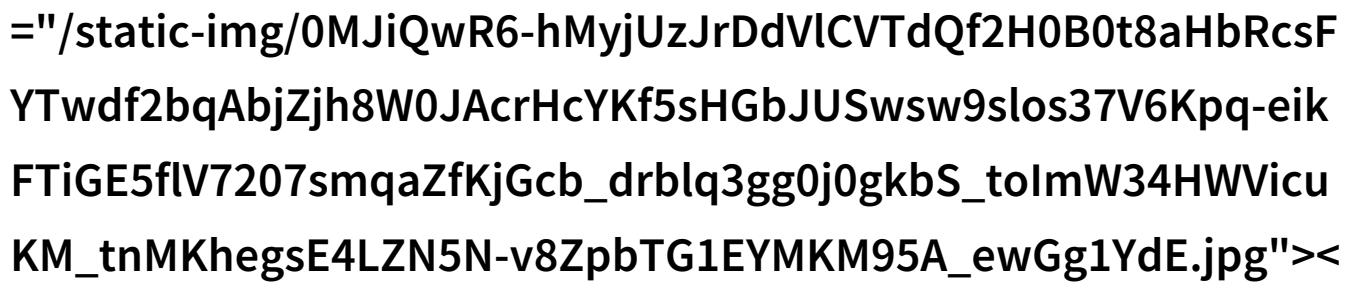 ="/static-img/0MJiQwR6-hMyjUzJrDdVlCVTdQf2H0B0t8aHbRcsF
YTwdf2bqAbjZjh8W0JAcrHcYKf5sHGbJUSwsw9slos37V6Kpq-eik
FTiGE5flV7207smqaZfKjGcb_drblq3gg0j0gkbS_toImW34HWVicu
KM_tnMKhegsE4LZN5N-v8ZpbTG1EYMKM95A_ewGg1YdE.jpg"><